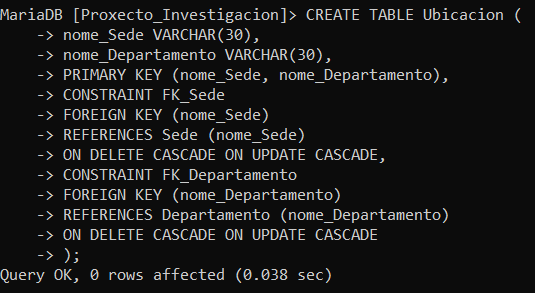 MariaDB [Proxecto_Investigacion]> CREATE TABLE Ubicacion (
    -> nome_Sede VARCHAR(30),
    -> nome_Departamento VARCHAR(30),
    -> PRIMARY KEY (nome_Sede, nome_Departamento),
    -> CONSTRAINT FK_Sede
    -> FOREIGN KEY (nome_Sede)
    -> REFERENCES Sede (nome_Sede)
    -> ON DELETE CASCADE ON UPDATE CASCADE,
    -> CONSTRAINT FK_Departamento
    -> FOREIGN KEY (nome_Departamento)
    -> REFERENCES Departamento (nome_Departamento)
    -> ON DELETE CASCADE ON UPDATE CASCADE
    -> );
Query OK, 0 rows affected (0.038 sec)